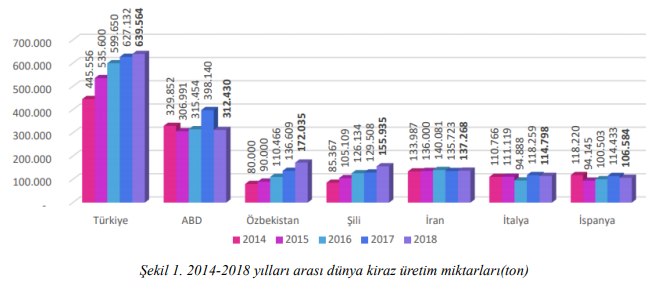 445.556 535.600 599.650 627.132 639.564
329.852 306.991 315.454 398.140 312.430
80.000 90.000 110.466 136.609 172.035
85.367 105.109 126.134 129.508 155.935
133.987 136.000 140.081 135.723 137.268
110.766 111.119 94.888 118.259 114.798
118.220 94.145 100.503 114.433 106.584
700.000
600.000
500.000
400.000
300.000
200.000
100.000
-
Türkiye ABD Özbekistan Şili İran İtalya İspanya
2014 2015 2016 2017 2018
Şekil 1. 2014-2018 yılları arası dünya kiraz üretim miktarları(ton)